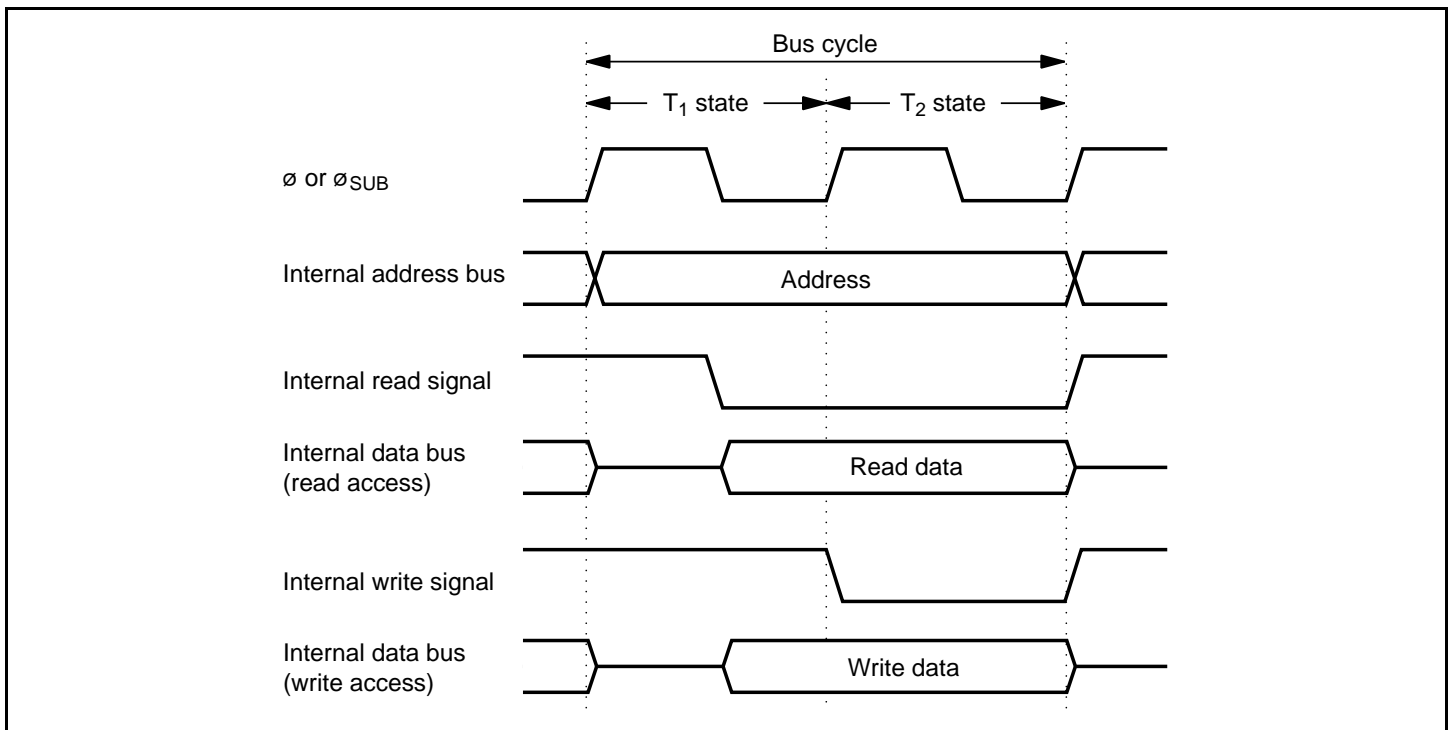 Bus cycle
T1 state
T2 state
ø or øSUB
Internal address bus
Address
Internal read signal
Internal data bus
(read access)
Read data
Internal write signal
Internal data bus
(write access)
Write data